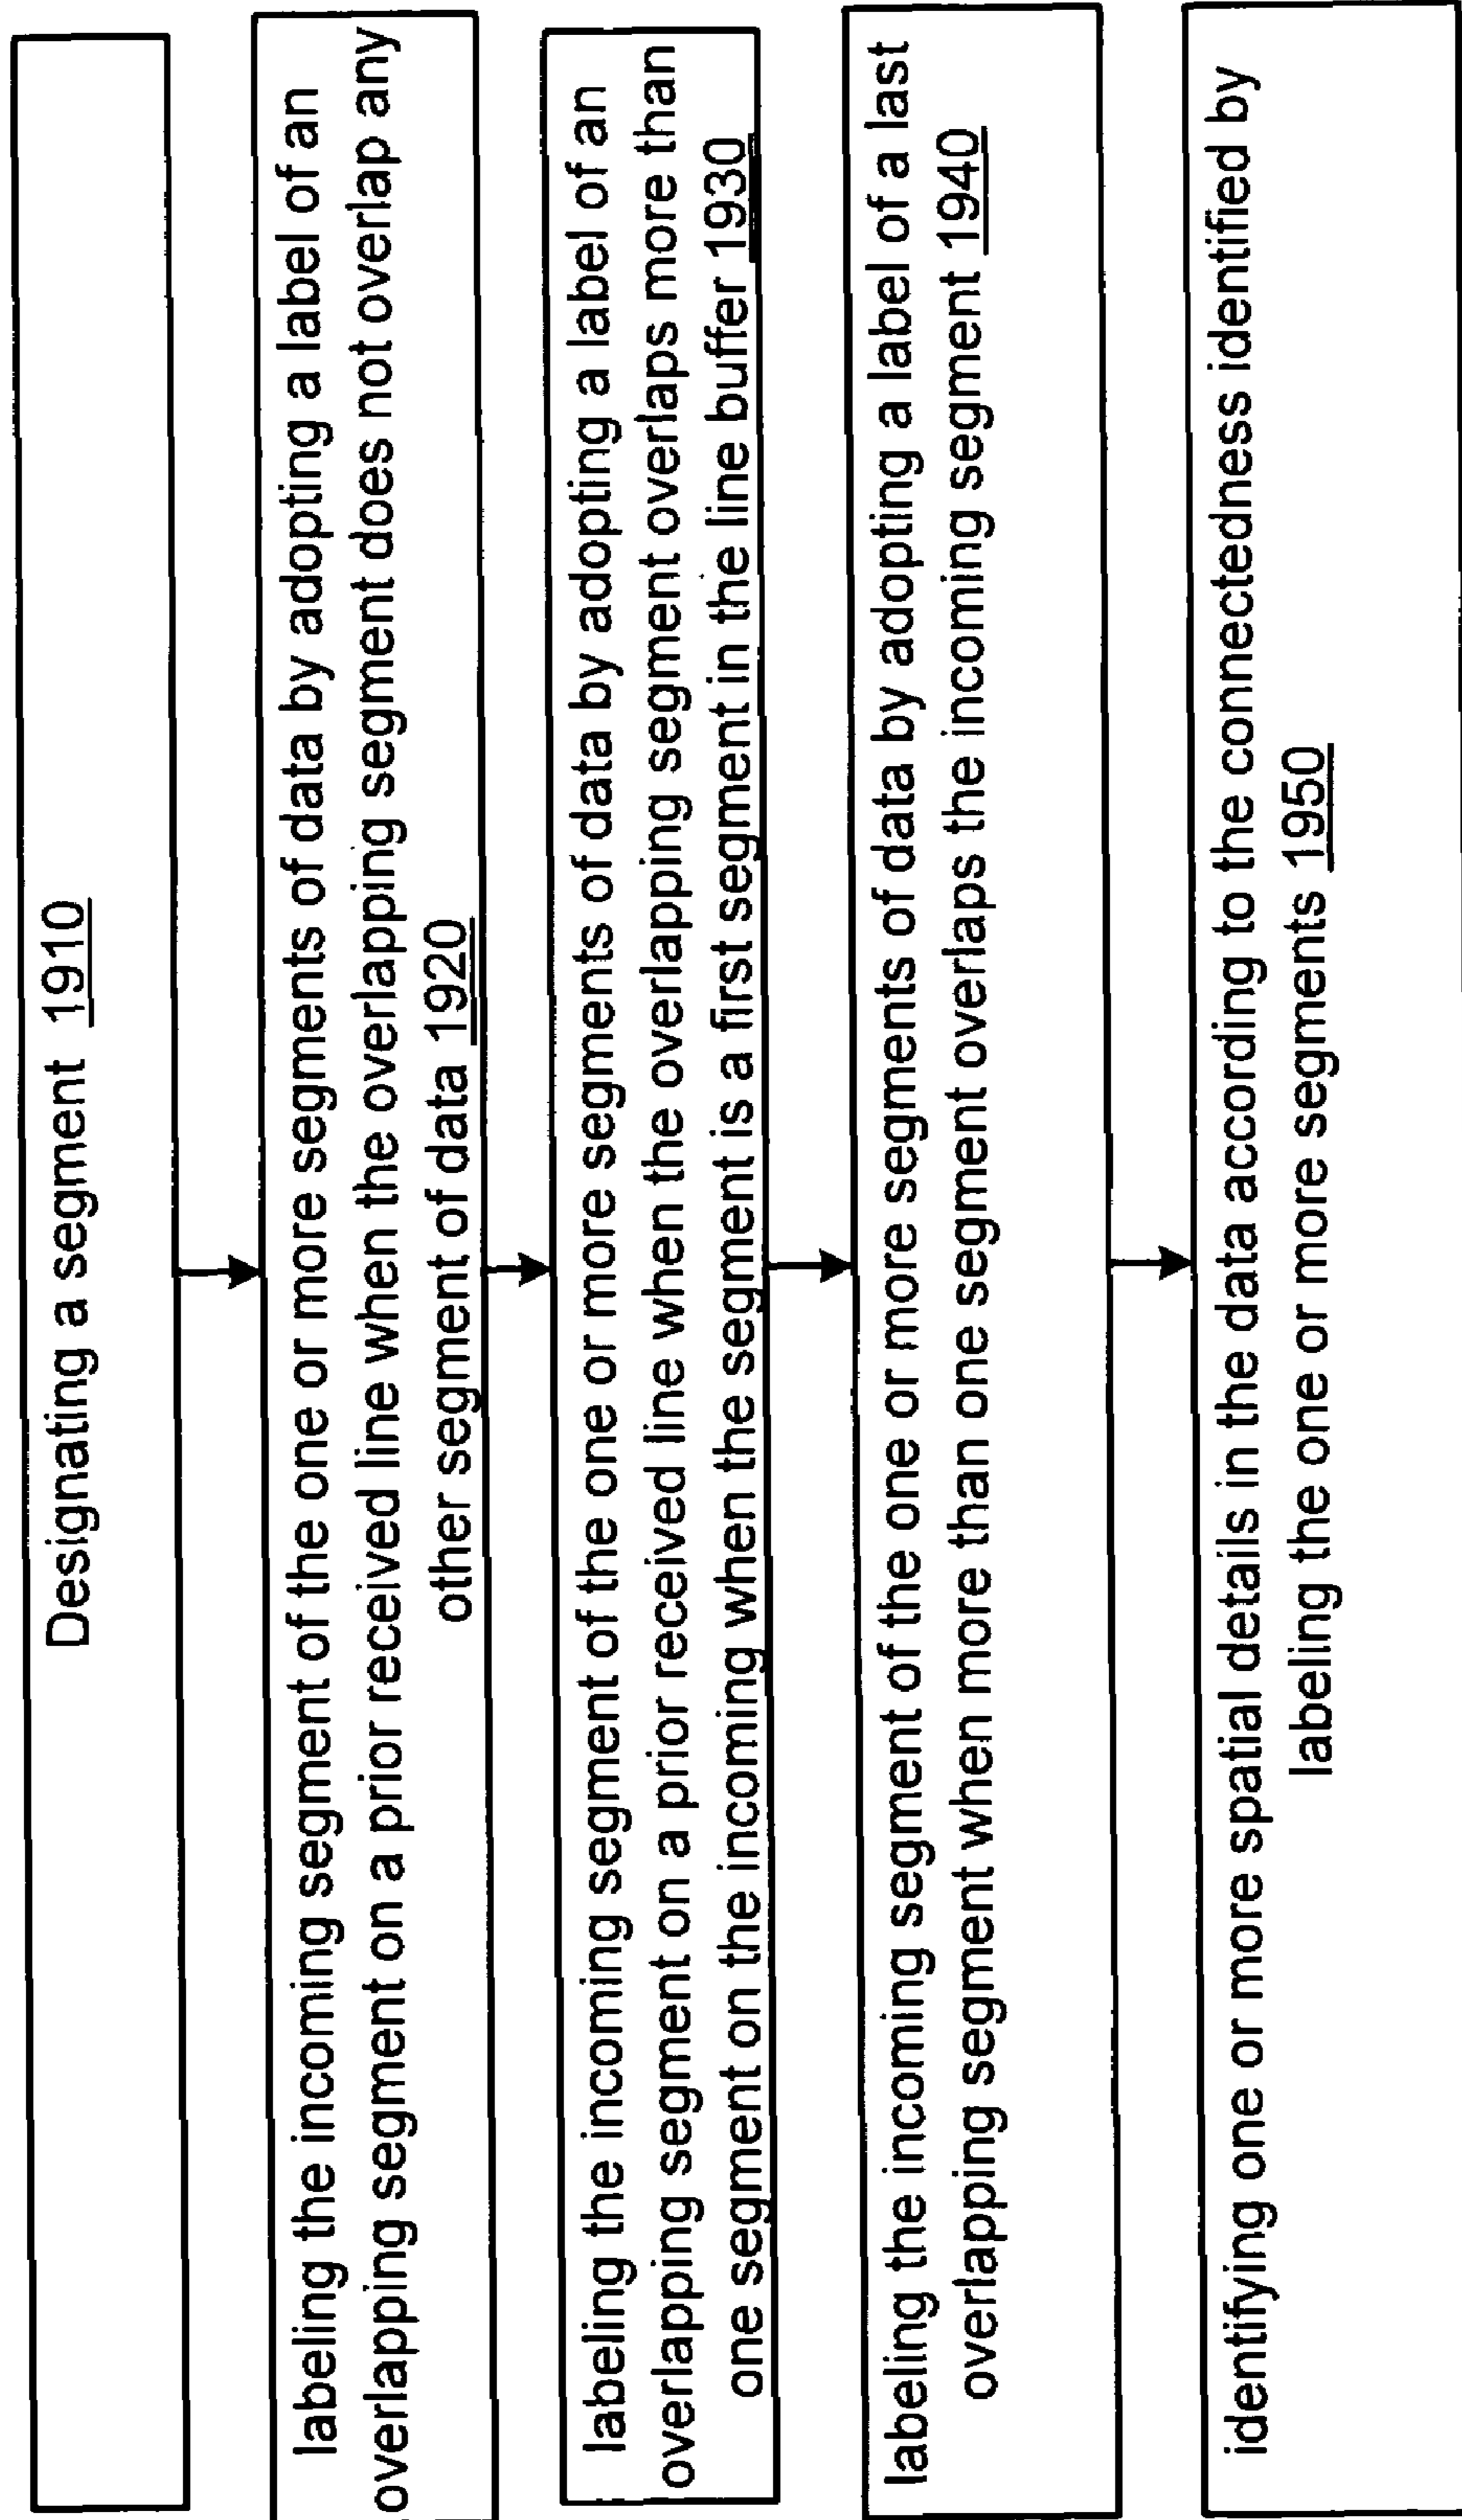 Designating a segment 1910
labeling the incoming segment of the one or more segments of data by adopting a label of an
overlapping segment on a prior received line when the overlapping segment does not overlap any
other segment of data 1920
labeling the incoming segment of the one or more segments of data by adopting a label of an
overlapping segment on a prior received line when the overlapping segment overlaps more than
one segment on the incoming when the segment is a first segment in the line buffer 1930
labeling the incoming segment of the one or more segments of data by adopting a label of a last
overlapping segment when more than one segment overlaps the incoming segment 1940
identifying one or more spatial details in the data according to the connectedness identified by
labeling the one or more segments 1950